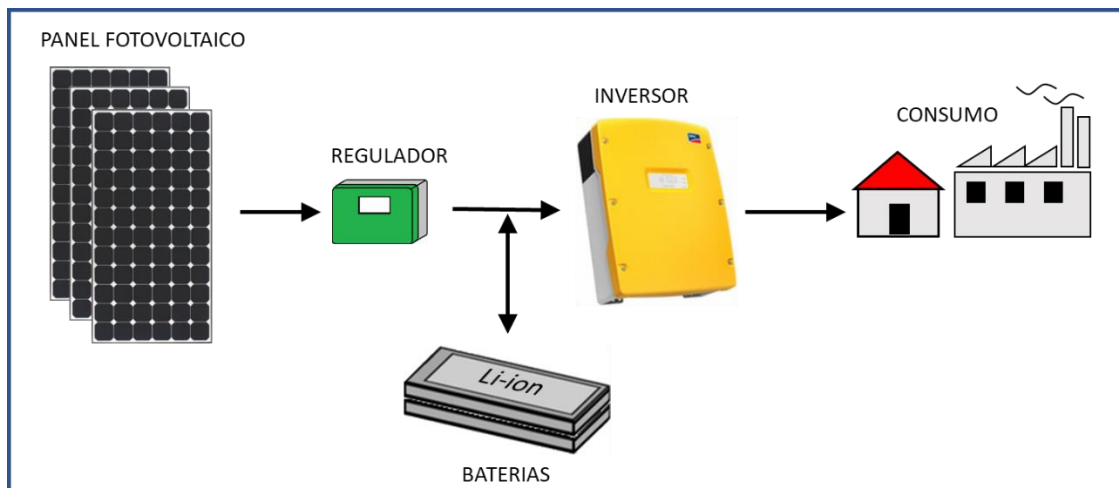 PANEL FOTOVOLTAICO
REGULADOR
INVERSOR
CONSUMO
Li-ion
BATERIAS